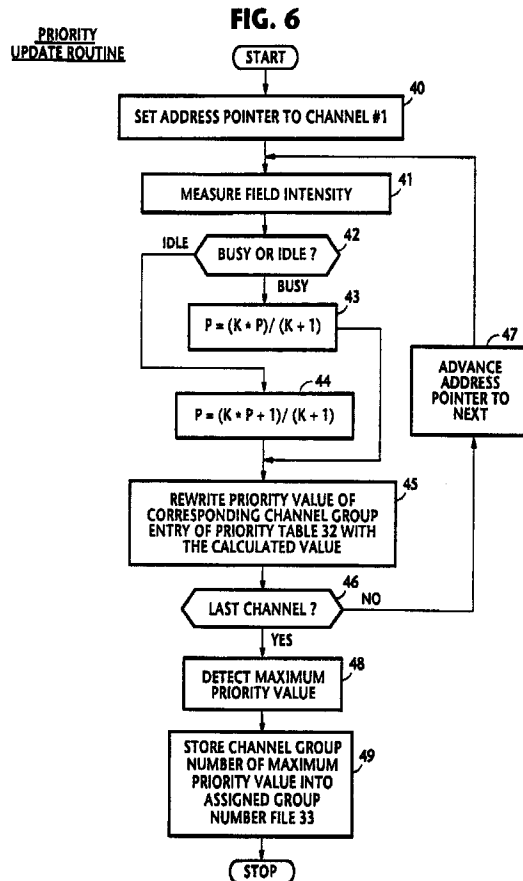 FIG. 6
PRIORITY
UPDATE ROUTINE
START
40
SET ADDRESS POINTER TO CHANNEL #1
41
MEASURE FIELD INTENSITY
42
IDLE
BUSY OR IDLE ?
BUSY
43
P = (K * P) / (K + 1)
47
ADVANCE
ADDRESS
POINTER TO
NEXT
44
P = (K * P + 1) / (K + 1)
45
REWRITE PRIORITY VALUE OF
CORRESPONDING CHANNEL GROUP
ENTRY OF PRIORITY TABLE 32 WITH
THE CALCULATED VALUE
46
LAST CHANNEL ?
NO
YES
48
DETECT MAXIMUM
PRIORITY VALUE
49
STORE CHANNEL GROUP
NUMBER OF MAXIMUM
PRIORITY VALUE INTO
ASSIGNED GROUP
NUMBER FILE 33
STOP